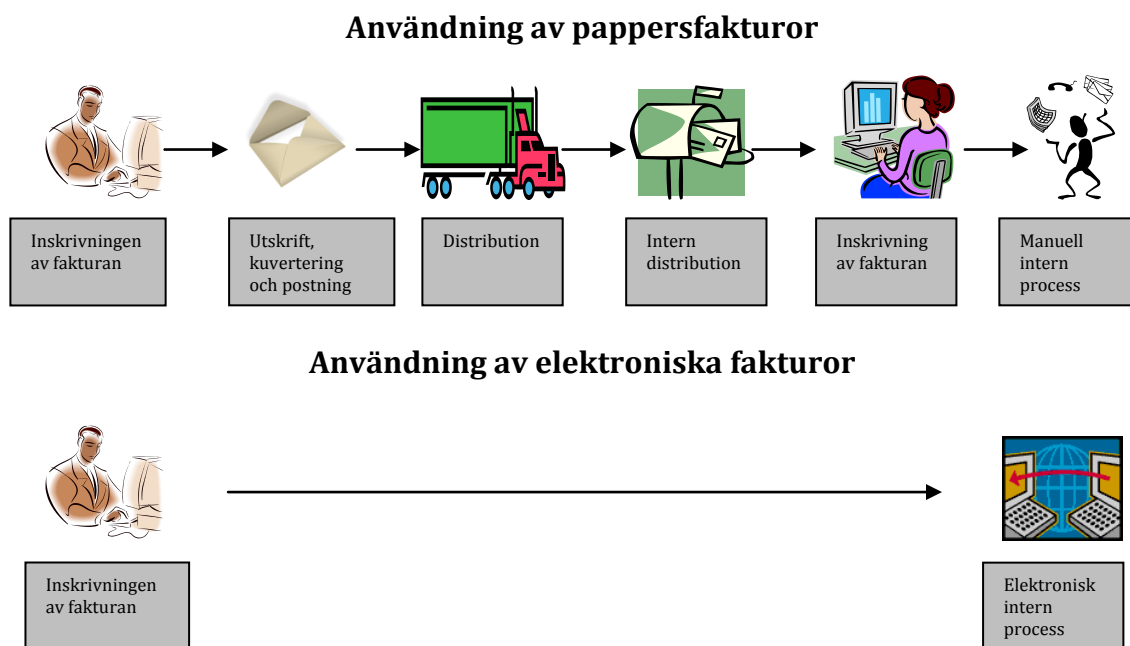 Användning av pappersfakturor
Inskrivningen
av fakturan
Utskrift,
kuvertering
och postning
Distribution
Intern
distribution
Inskrivning
av fakturan
Manuell
intern
process
Användning av elektroniska fakturor
Inskrivningen
av fakturan
Elektronisk
intern
process